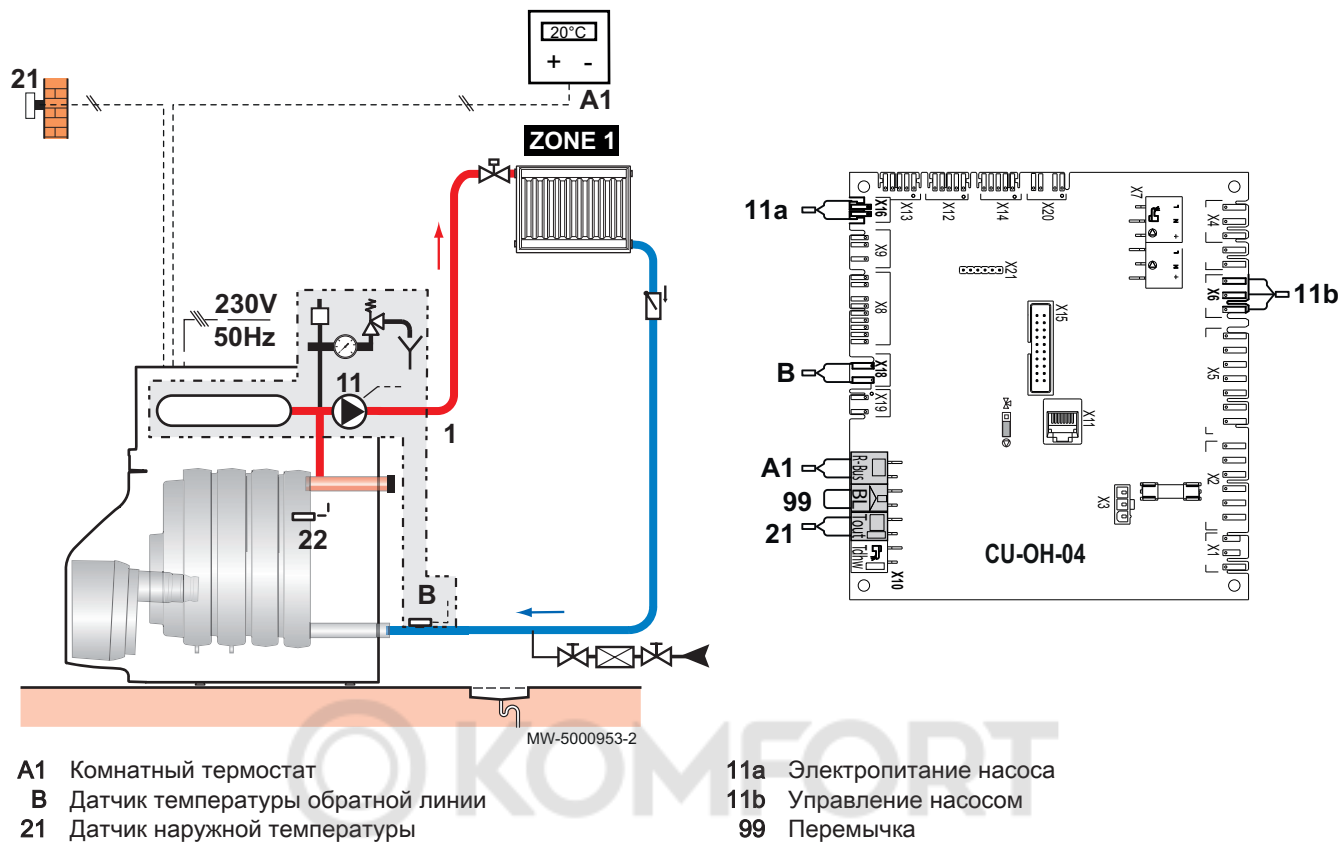 20°C
+ -
A1
21
ZONE 1
230V
50Hz
11
1
22
B
MW-5000953-2
11a
X16
X13
X12
X14
X20
X7
L
N
+
L
N
+
X4
X9
X21
X8
X6
11b
X15
B
X18
X5
X19
X11
A1
R-Bus
99
BL
X2
X3
21
Tout
Tdhw
X10
CU-OH-04
X1
KOMFORT
A1 Комнатный термостат
B Датчик температуры обратной линии
21 Датчик наружной температуры
11a Электропитание насоса
11b Управление насосом
99 Перемычка